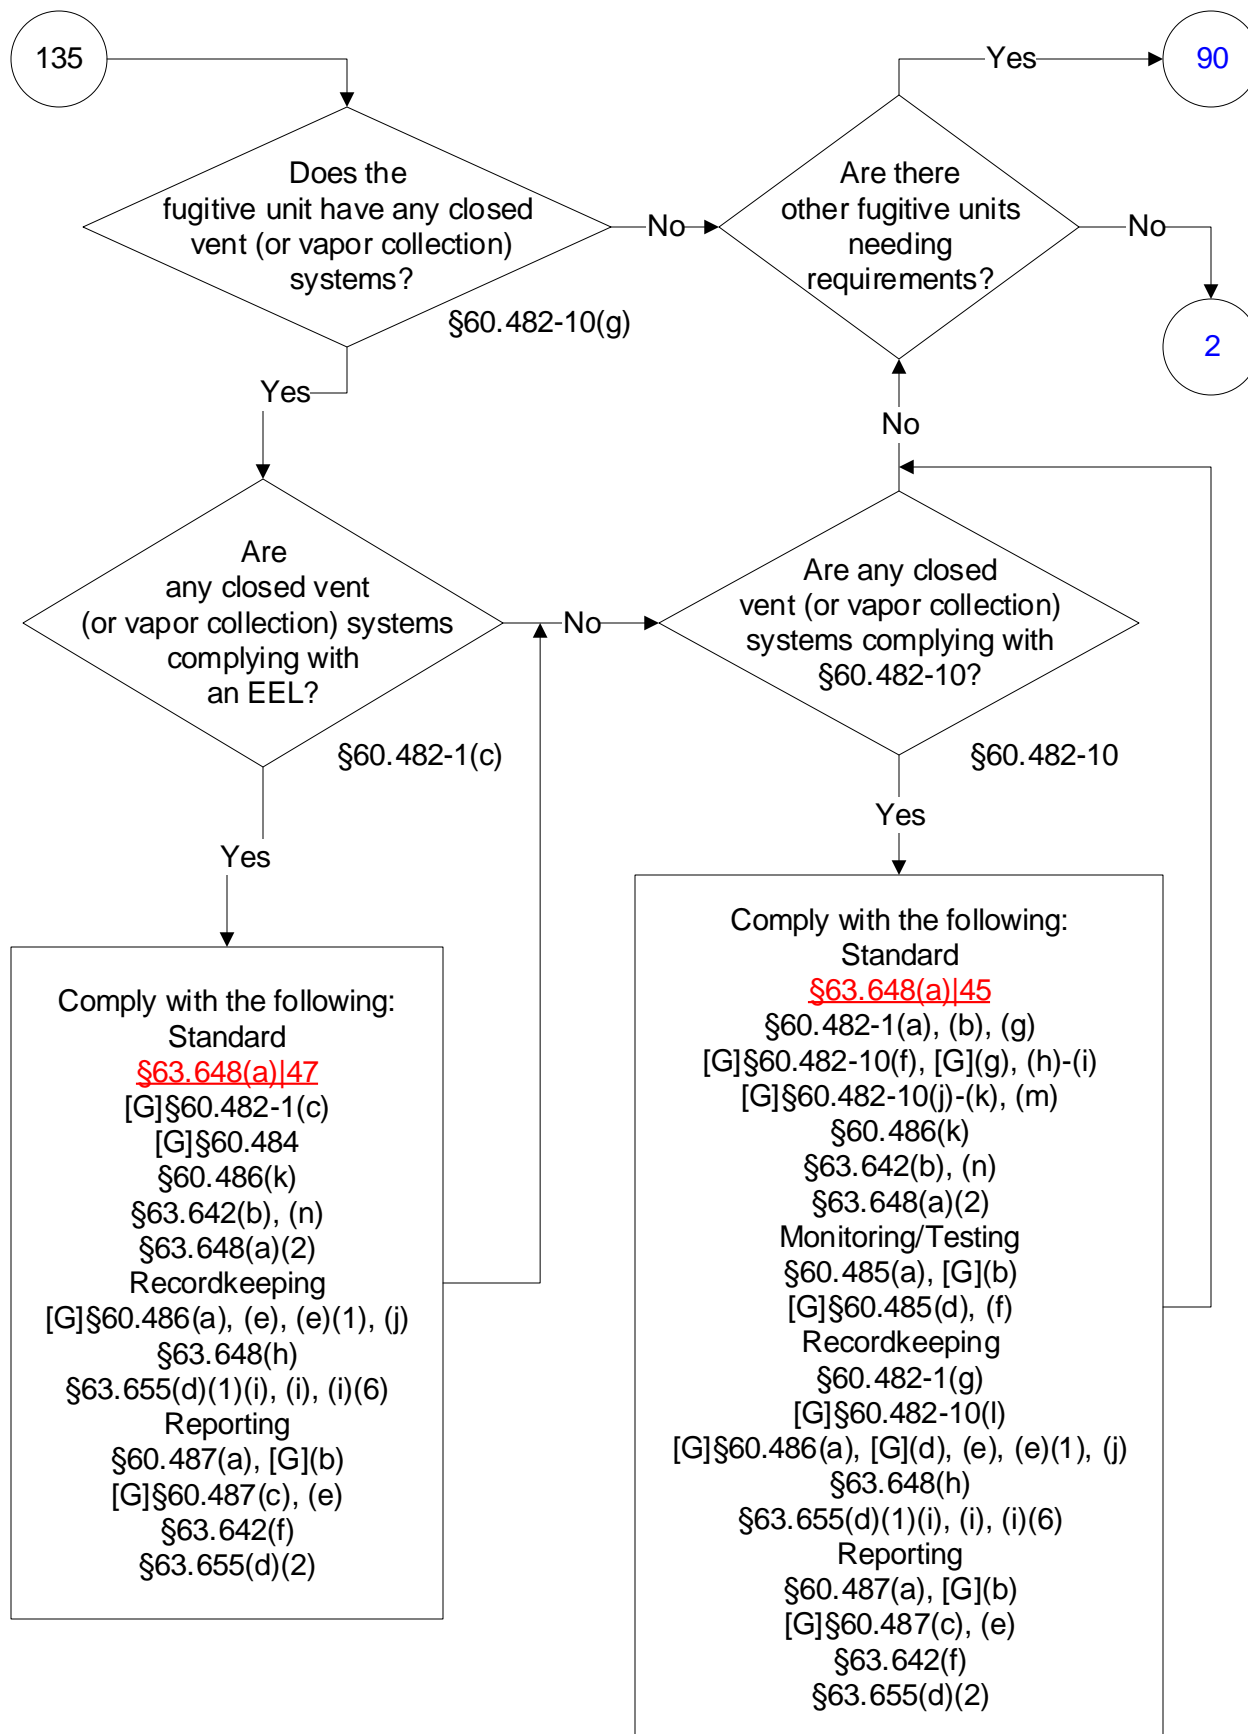 135
Does the
fugitive unit have any closed
vent (or vapor collection)
systems?
§60.482-10(g)
No
Yes
Are there
other fugitive units
needing
requirements?
Yes
90
No
2
Are
any closed vent
(or vapor collection) systems
complying with
an EEL?
§60.482-1(c)
No
Yes
Are any closed
vent (or vapor collection)
systems complying with
§60.482-10?
§60.482-10
No
Yes
Comply with the following:
Standard
§63.648(a)|47
[G]§60.482-1(c)
[G]§60.484
§60.486(k)
§63.642(b), (n)
§63.648(a)(2)
Recordkeeping
[G]§60.486(a), (e), (e)(1), (j)
§63.648(h)
§63.655(d)(1)(i), (i), (i)(6)
Reporting
§60.487(a), [G](b)
[G]§60.487(c), (e)
§63.642(f)
§63.655(d)(2)
Comply with the following:
Standard
§63.648(a)|45
§60.482-1(a), (b), (g)
[G]§60.482-10(f), [G](g), (h)-(i)
[G]§60.482-10(j)-(k), (m)
§60.486(k)
§63.642(b), (n)
§63.648(a)(2)
Monitoring/Testing
§60.485(a), [G](b)
[G]§60.485(d), (f)
Recordkeeping
§60.482-1(g)
[G]§60.482-10(l)
[G]§60.486(a), [G](d), (e), (e)(1), (j)
§63.648(h)
§63.655(d)(1)(i), (i), (i)(6)
Reporting
§60.487(a), [G](b)
[G]§60.487(c), (e)
§63.642(f)
§63.655(d)(2)